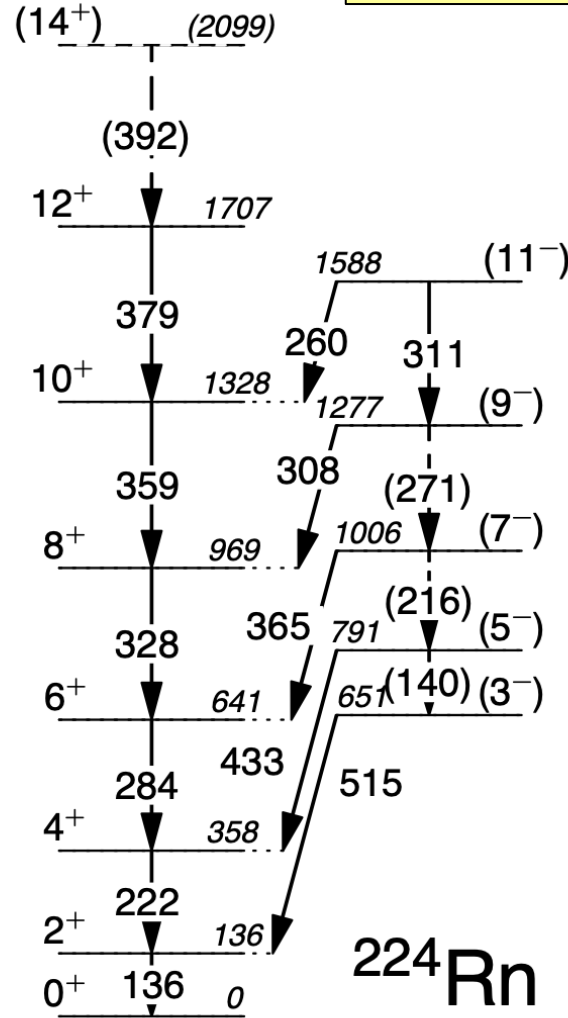 (14⁺) (2099)
(392)
12⁺ 1707
1588 (11⁻)
379 260 311
10⁺ 1328
1277 (9⁻)
359 308 (271)
8⁺ 969
1006 (7⁻)
328 365 (216)
791 (5⁻)
6⁺ 641
651 (140) (3⁻)
284 433 515
4⁺ 358
222
2⁺ 136
136
0⁺ 0
²²⁴Rn